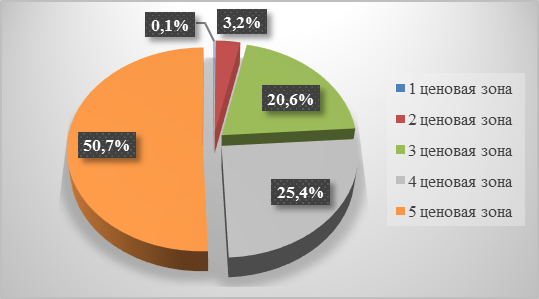 0,1%
3,2%
20,6%
25,4%
50,7%
1 ценовая зона
2 ценовая зона
3 ценовая зона
4 ценовая зона
5 ценовая зона